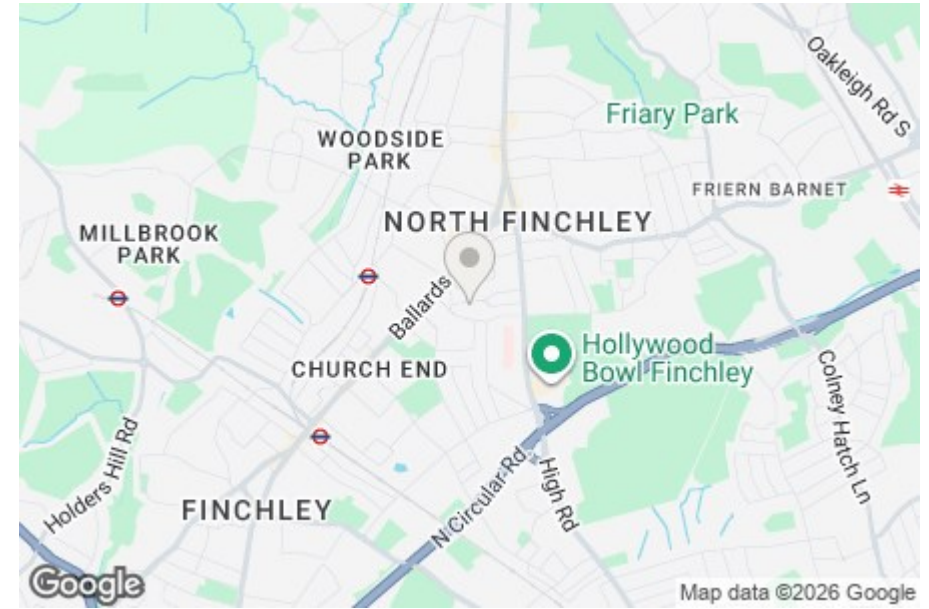 Oakleigh Rd S
Friary Park
WOODSIDE
PARK
FRIERN BARNET
NORTH FINCHLEY
MILLBROOK
PARK
Ballards
Hollywood
Bowl Finchley
CHURCH END
Colney Hatch Ln
Holders Hill Rd
N Circular Rd
High Rd
FINCHLEY
Google
Map data ©2026 Google